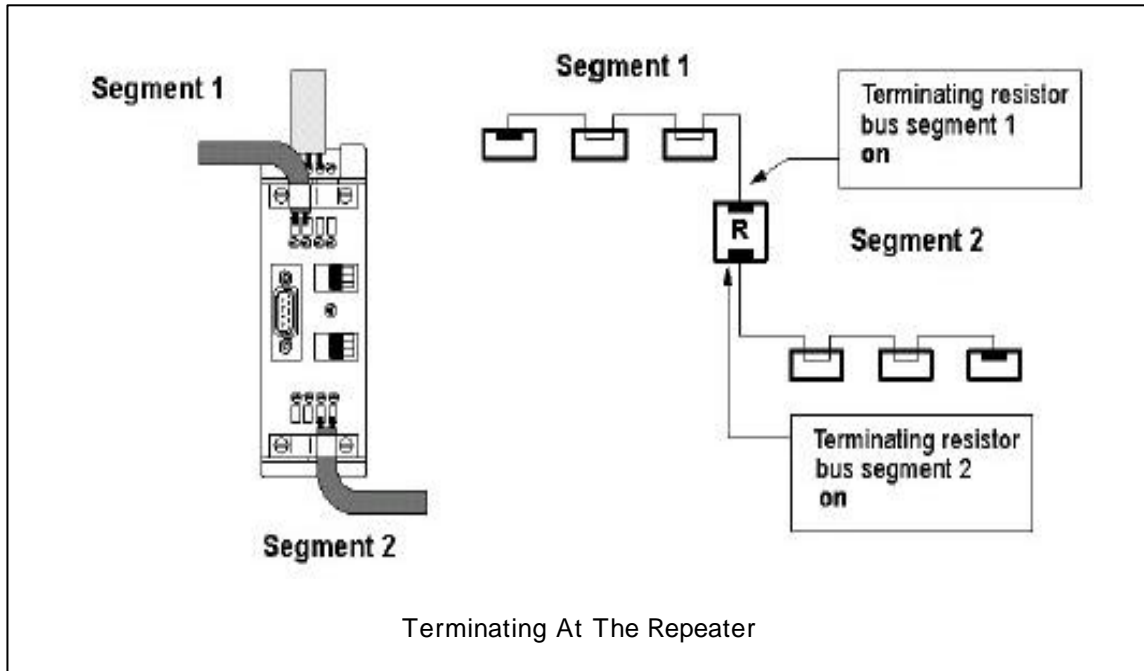 Segment 1
Segment 1
Terminating resistor
bus segment 1
on
R
Segment 2
Terminating resistor
bus segment 2
on
Segment 2
Terminating At The Repeater